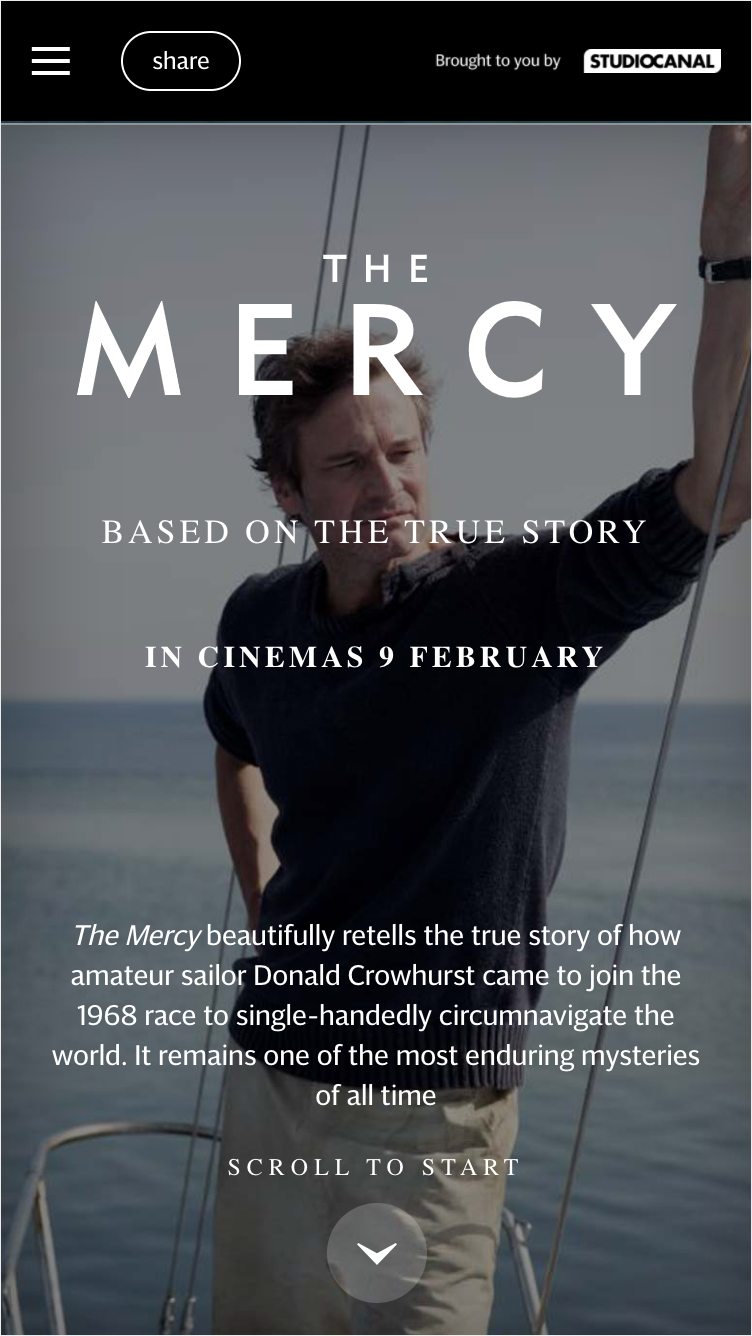 share
Brought to you by STUDIOCANAL
THE
MERCY
BASED ON THE TRUE STORY
IN CINEMAS 9 FEBRUARY
The Mercy beautifully retells the true story of how
amateur sailor Donald Crowhurst came to join the
1968 race to single-handedly circumnavigate the
world. It remains one of the most enduring mysteries
of all time
SCROLL TO START